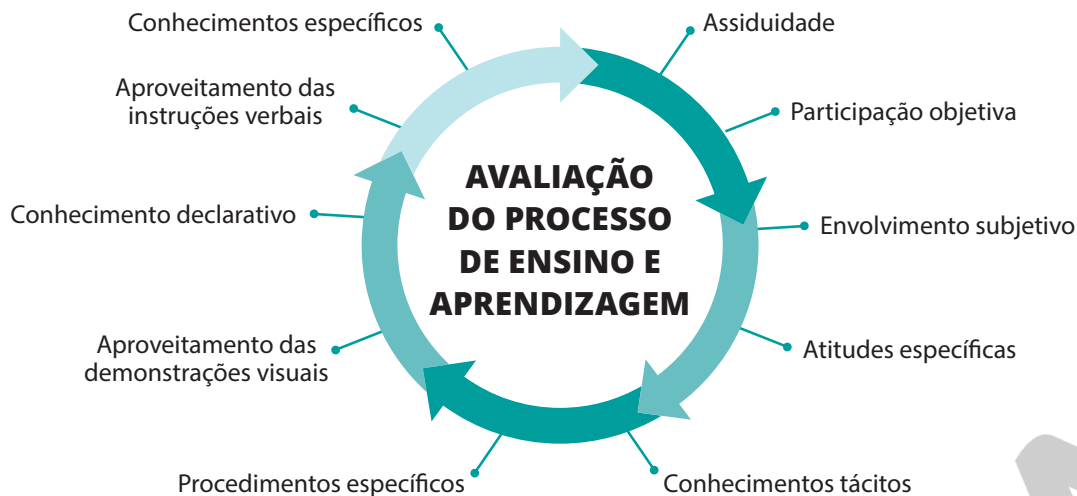 Conhecimentos específicos
Assiduidade
Aproveitamento das
instruções verbais
Participação objetiva
AVALIAÇÃO
DO PROCESSO
DE ENSINO E
APRENDIZAGEM
Conhecimento declarativo
Envolvimento subjetivo
Aproveitamento das
demonstrações visuais
Atitudes específicas
Procedimentos específicos
Conhecimentos tácitos